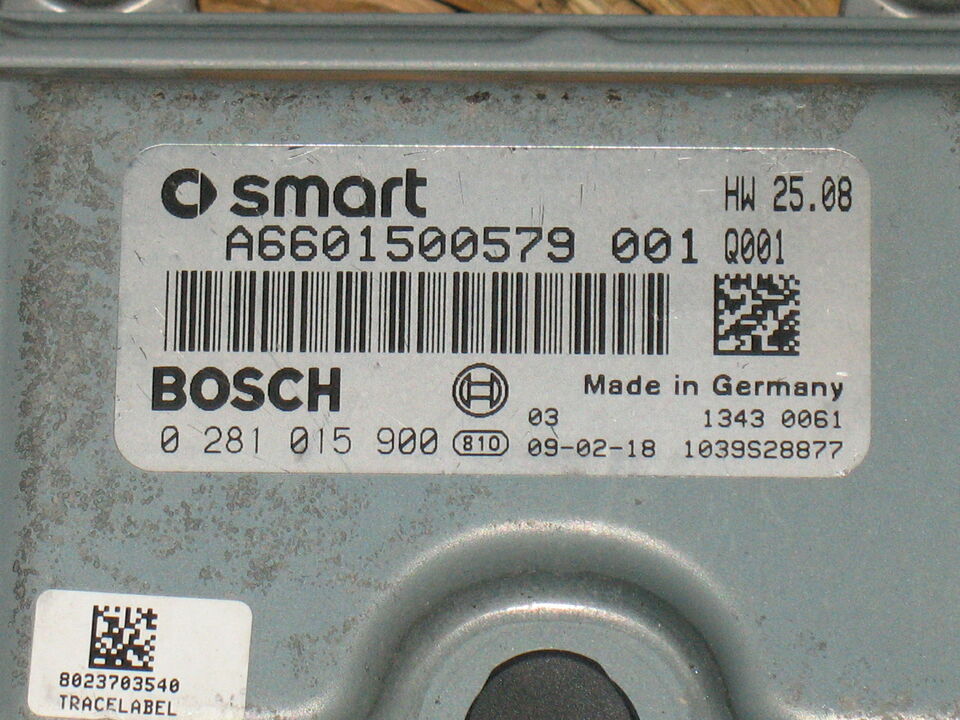 smart HW 25.08
A6601500579 001 Q001
BOSCH Made in Germany
03 1343 0061
0 281 015 900 810 09-02-18 1039S28877
8023703540
TRACELABEL